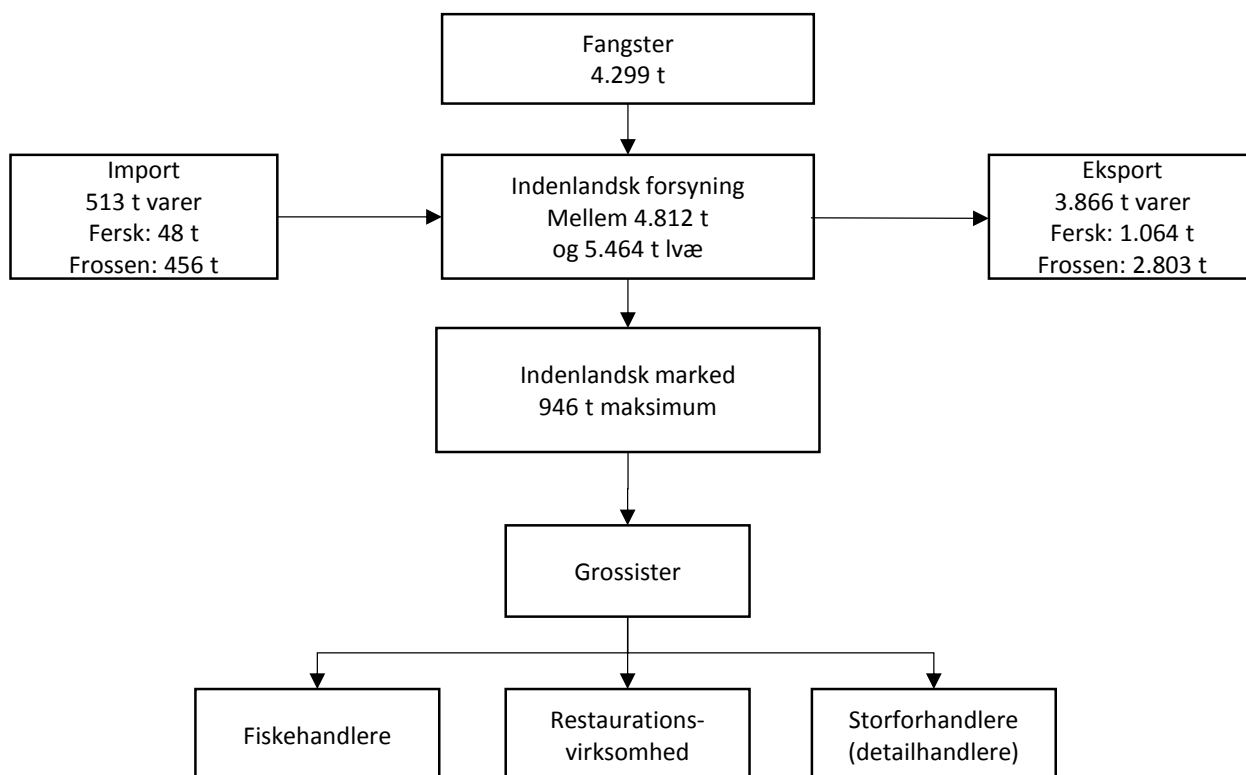 Fangster
4.299 t
Import
513 t varer
Fersk: 48 t
Frossen: 456 t
Indenlandsk forsyning
Mellem 4.812 t
og 5.464 t lvæ
Eksport
3.866 t varer
Fersk: 1.064 t
Frossen: 2.803 t
Indenlandsk marked
946 t maksimum
Grossister
Fiskehandlere
Restaurations-
virksomhed
Storforhandlere
(detailhandlere)